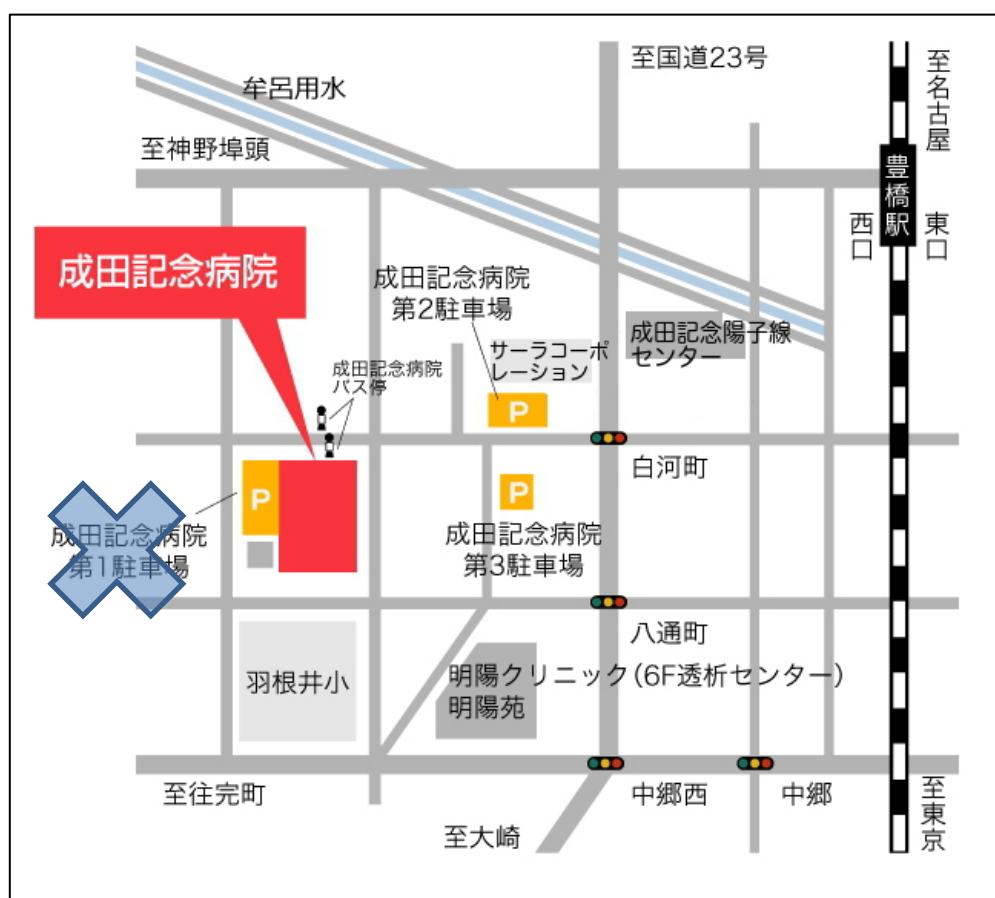 至国道23号
至名古屋
牟呂用水
至神野埠頭
豊橋駅
西口
東口
成田記念病院
成田記念病院
第2駐車場
サーラコーポ
レーション
成田記念陽子線
センター
成田記念病院
バス停
P
白河町
P
P
成田記念病院
第1駐車場
成田記念病院
第3駐車場
八通町
羽根井小
明陽クリニック(6F透析センター)
明陽苑
至往完町
中郷西
中郷
至東京
至大崎